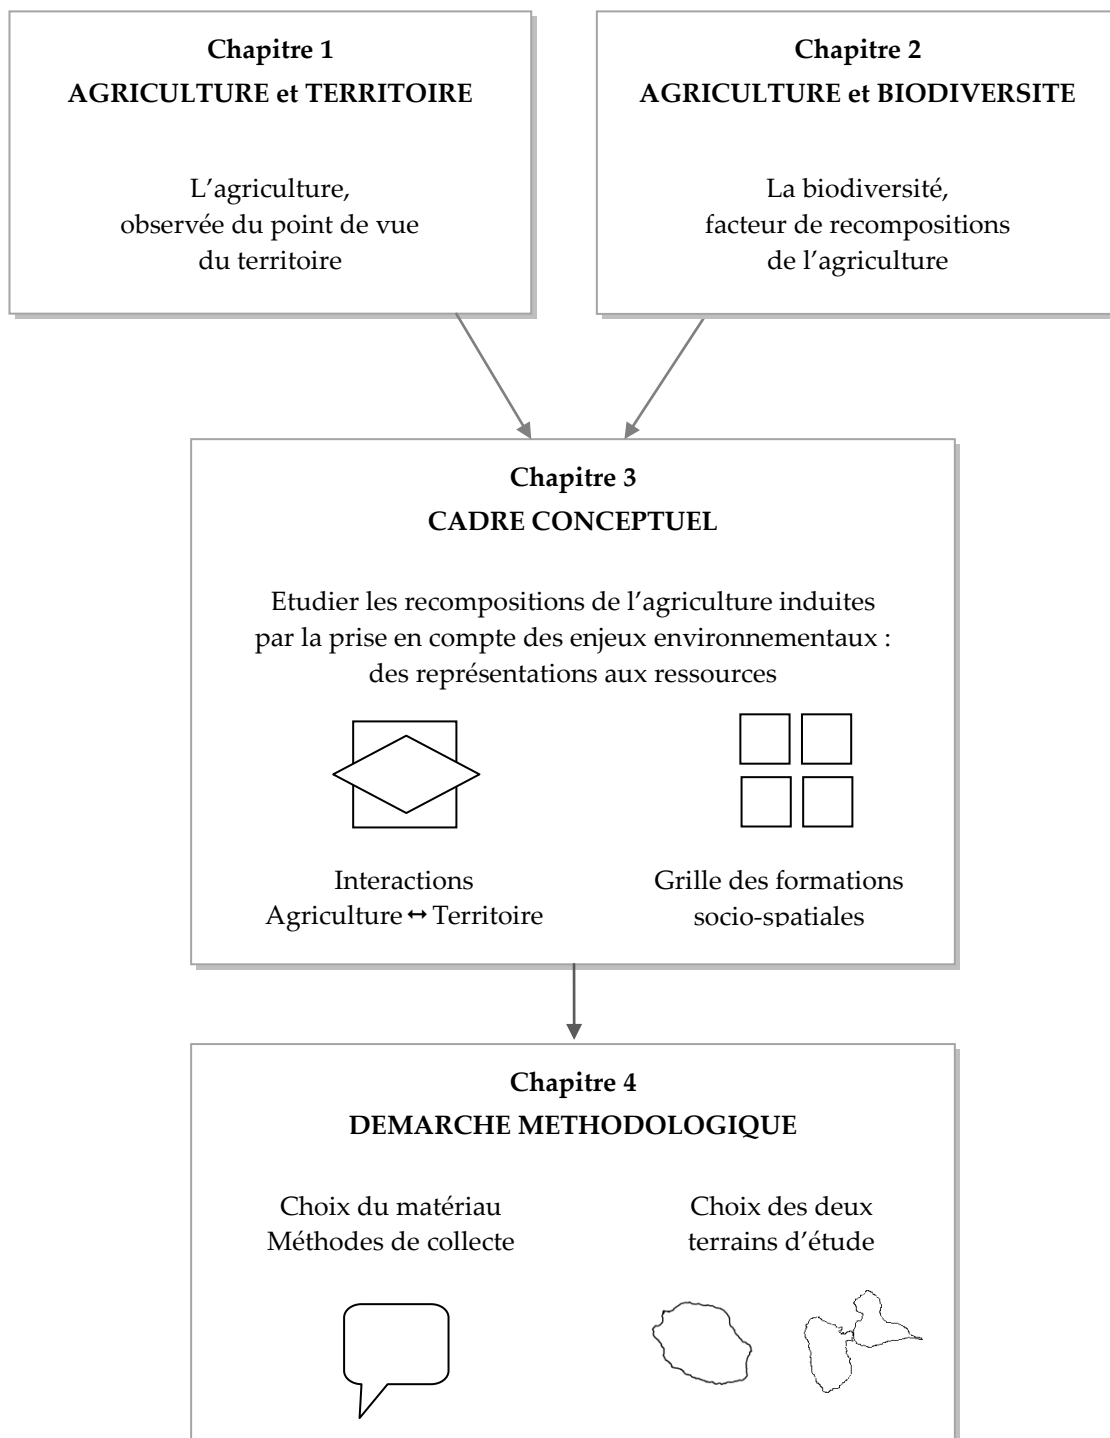 Chapitre 1
AGRICULTURE et TERRITOIRE
L’agriculture,
observée du point de vue
du territoire
Chapitre 2
AGRICULTURE et BIODIVERSITE
La biodiversité,
facteur de recompositions
de l’agriculture
Chapitre 3
CADRE CONCEPTUEL
Etudier les recompositions de l’agriculture induites
par la prise en compte des enjeux environnementaux :
des représentations aux ressources
Interactions
Agriculture ↔ Territoire
Grille des formations
socio-spatiales
Chapitre 4
DEMARCHE METHODOLOGIQUE
Choix du matériau
Méthodes de collecte
Choix des deux
terrains d’étude